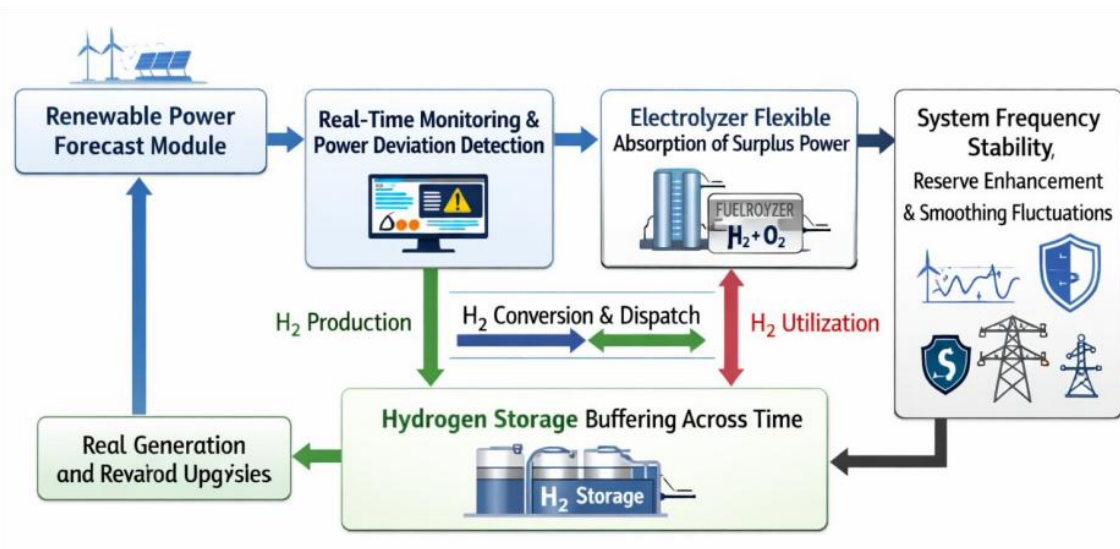 Renewable Power
Forecast Module
Real-Time Monitoring &
Power Deviation Detection
Electrolyzer Flexible
Absorption of Surplus Power
FUELROYZER
H₂+O₂
System Frequency
Stability,
Reserve Enhancement
& Smoothing Fluctuations
H₂ Production
H₂ Conversion & Dispatch
H₂ Utilization
Hydrogen Storage Buffering Across Time
H₂ Storage
Real Generation
and